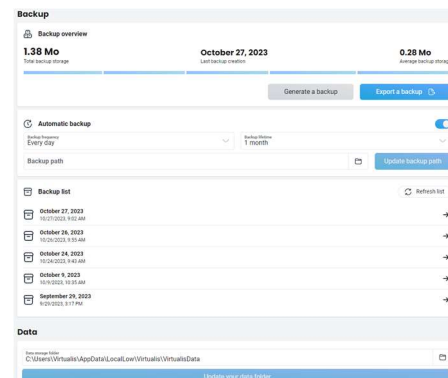 Backup
Backup overview
1.38 Mo
Total backup storage
October 27, 2023
Last backup creation
0.28 Mo
Average backup storag
Generate a backup
Export a backup
Automatic backup
Backup frequency
Every day
Backup lifetime
1 month
Backup path
Update backup path
Backup list
Refresh list
October 27, 2023
10/27/2023, 9:02 AM
October 26, 2023
10/26/2023, 9:55 AM
October 24, 2023
10/24/2023, 9:43 AM
October 9, 2023
10/9/2023, 10:35 AM
September 29, 2023
9/29/2023, 3:17 PM
Data
Data storage folder
C:\Users\Virtualis\AppData\LocalLow\Virtualis\VirtualisData
Update your data folder